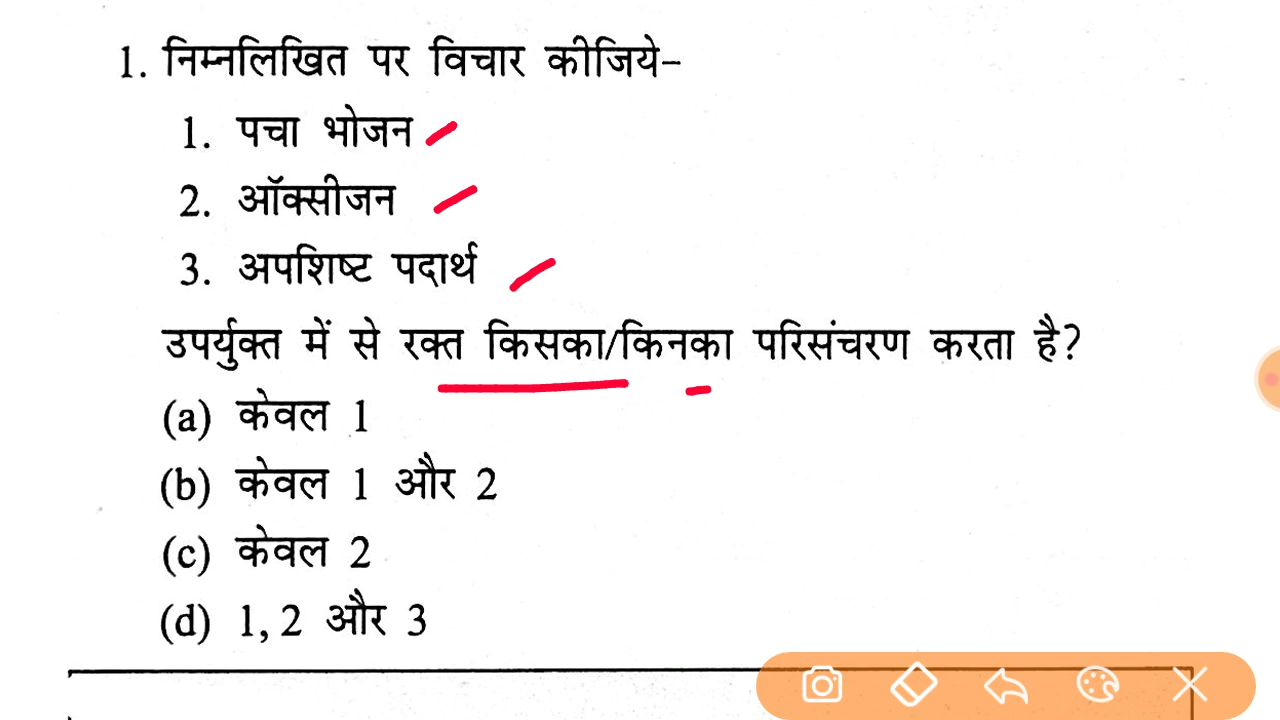 1. निम्नलिखित पर विचार कीजिये–
1. पचा भोजन
2. ऑक्सीजन
3. अपशिष्ट पदार्थ
उपर्युक्त में से रक्त किसका/किनका परिसंचरण करता है?
(a) केवल 1
(b) केवल 1 और 2
(c) केवल 2
(d) 1, 2 और 3